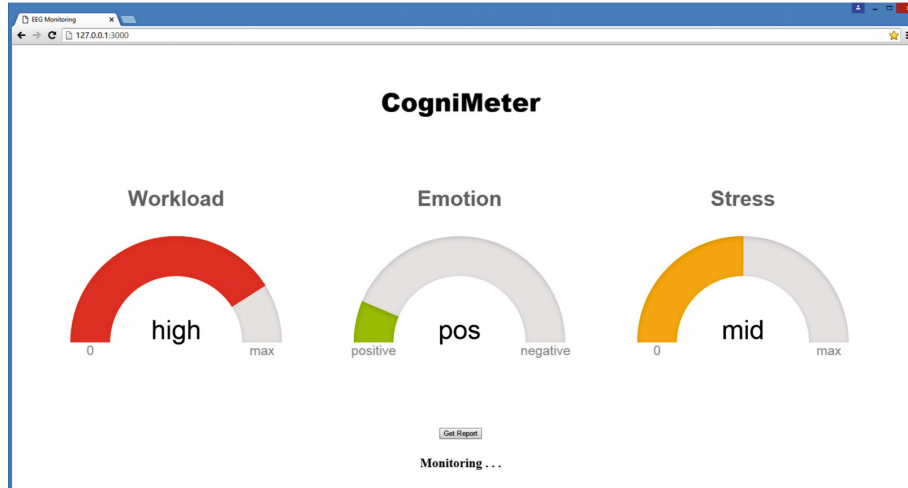 EEG Monitoring
127.0.0.1:3000
CogniMeter
Workload
Emotion
Stress
high
0
max
pos
positive
negative
mid
0
max
Get Report
Monitoring . . .